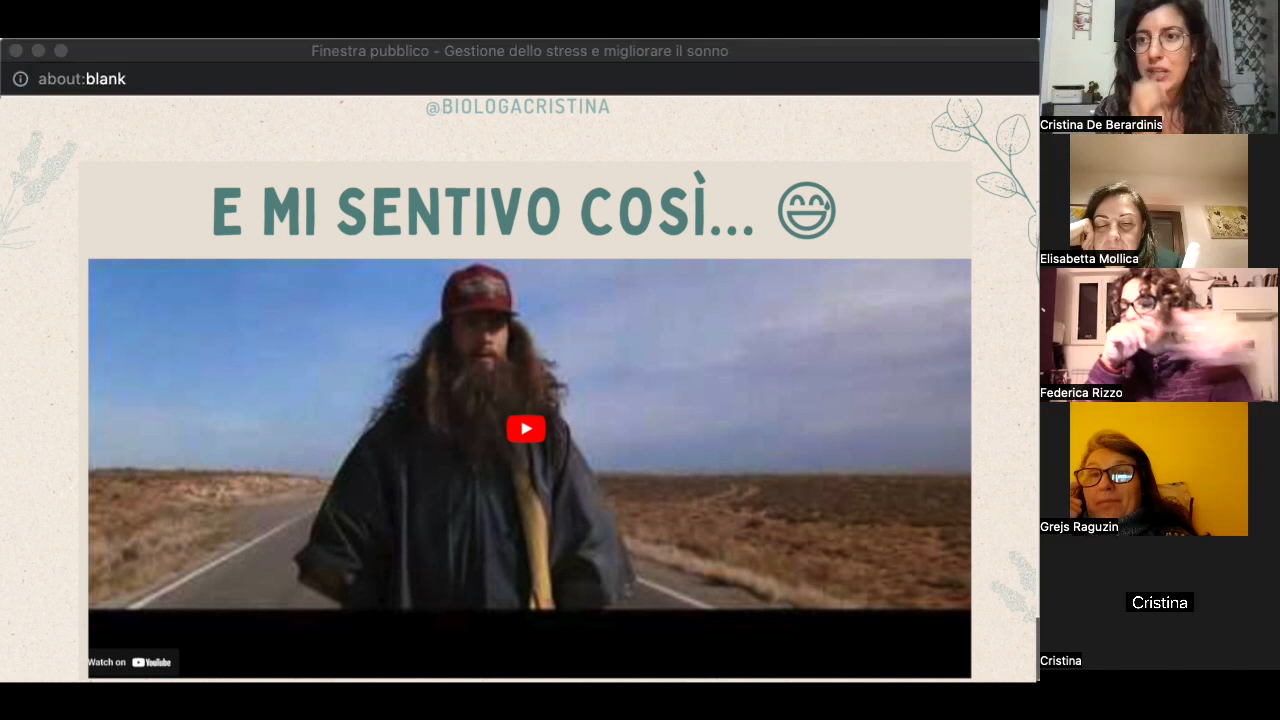 Finestra pubblico - Gestione dello stress e migliorare il sonno
about:blank
@BIOLOGACRISTINA
E MI SENTIVO COSÌ... 😅
Watch on YouTube
Cristina De Berardinis
Elisabetta Mollica
Federica Rizzo
Grejs Raguzin
Cristina
Cristina